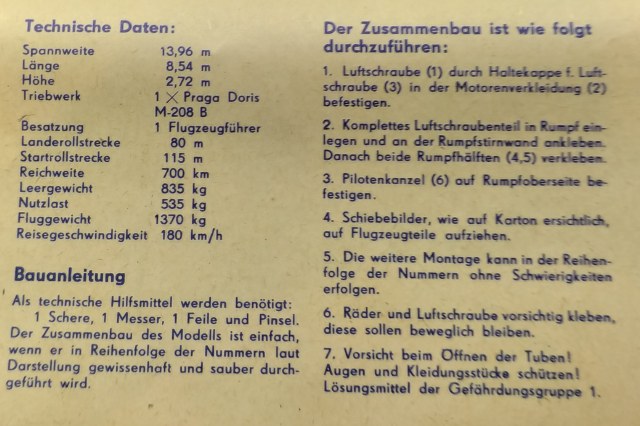 Technische Daten:
Spannweite 13,96 m
Länge 8,54 m
Höhe 2,72 m
Triebwerk 1 × Praga Doris
M-208 B
Besatzung 1 Flugzeugführer
Landerollstrecke 80 m
Startrollstrecke 115 m
Reichweite 700 km
Leergewicht 835 kg
Nutzlast 535 kg
Fluggewicht 1370 kg
Reisegeschwindigkeit 180 km/h
Bauanleitung
Als technische Hilfsmittel werden benötigt:
1 Schere, 1 Messer, 1 Feile und Pinsel.
Der Zusammenbau des Modells ist einfach,
wenn er in Reihenfolge der Nummern laut
Darstellung gewissenhaft und sauber durch-
geführt wird.
Der Zusammenbau ist wie folgt
durchzuführen:
1. Luftschraube (1) durch Haltekappe f. Luft-
schraube (3) in der Motorenverkleidung (2)
befestigen.
2. Komplettes Luftschraubenteil in Rumpf ein-
legen und an der Rumpfstirnwand ankleben.
Danach beide Rumpfhälften (4,5) verkleben.
3. Pilotenkanzel (6) auf Rumpfoberseite be-
festigen.
4. Schiebebilder, wie auf Karton ersichtlich,
auf Flugzeugteile aufziehen.
5. Die weitere Montage kann in der Reihen-
folge der Nummern ohne Schwierigkeiten
erfolgen.
6. Räder und Luftschraube vorsichtig kleben,
diese sollen beweglich bleiben.
7. Vorsicht beim Offnen der Tuben!
Augen und Kleidungsstücke schützen!
Lösungsmittel der Gefährdungsgruppe 1.